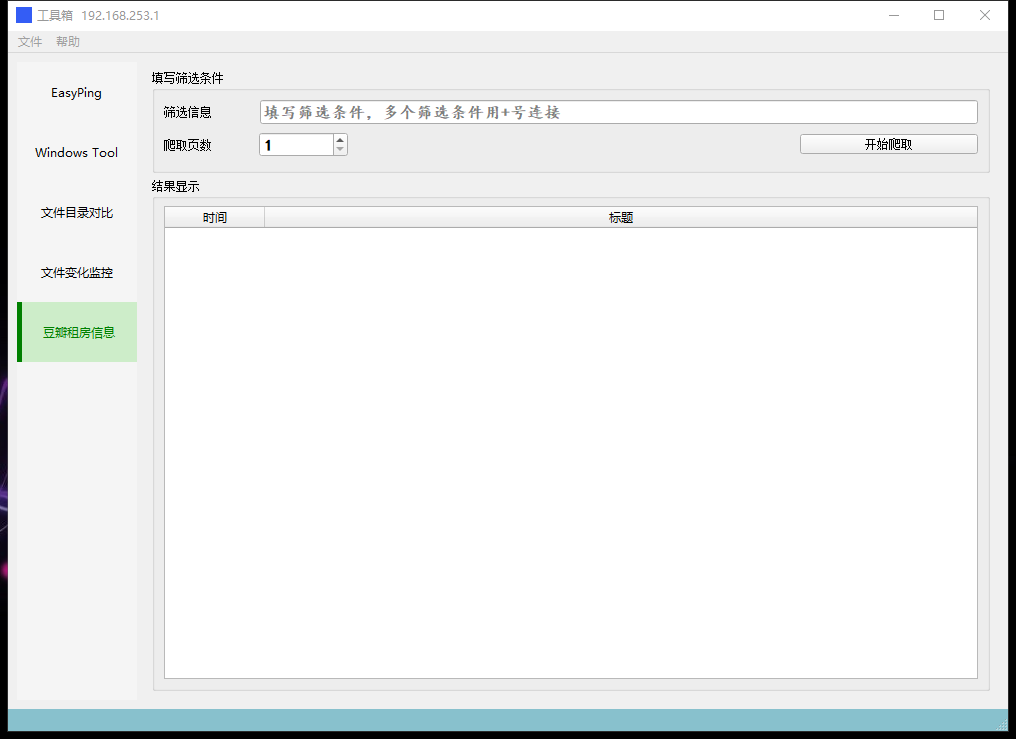 工具箱 192.168.253.1
文件 帮助
EasyPing
Windows Tool
文件目录对比
文件变化监控
豆瓣租房信息
填写筛选条件
筛选信息 填写筛选条件，多个筛选条件用+号连接
爬取页数 1 开始爬取
结果显示
时间 标题